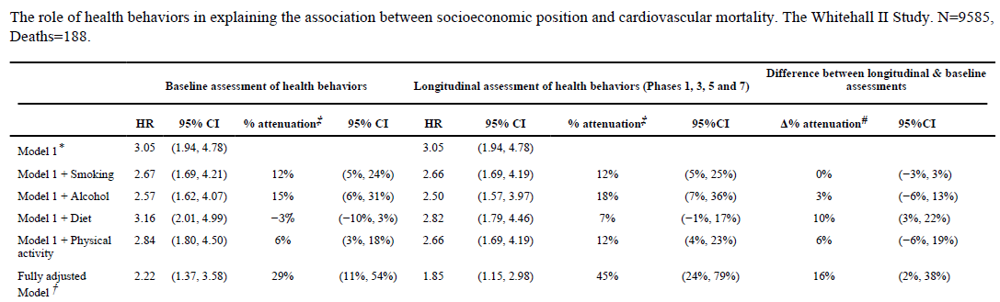 The role of health behaviors in explaining the association between socioeconomic position and cardiovascular mortality. The Whitehall II Study. N=9585,
Deaths=188.
Baseline assessment of health behaviors Longitudinal assessment of health behaviors (Phases 1, 3, 5 and 7) Difference between longitudinal & baseline
assessments
HR 95% CI % attenuation‡ 95% CI HR 95% CI % attenuation‡ 95%CI Δ% attenuation# 95%CI
Model 1* 3.05 (1.94, 4.78) 3.05 (1.94, 4.78)
Model 1 + Smoking 2.67 (1.69, 4.21) 12% (5%, 24%) 2.66 (1.69, 4.19) 12% (5%, 25%) 0% (−3%, 3%)
Model 1 + Alcohol 2.57 (1.62, 4.07) 15% (6%, 31%) 2.50 (1.57, 3.97) 18% (7%, 36%) 3% (−6%, 13%)
Model 1 + Diet 3.16 (2.01, 4.99) −3% (−10%, 3%) 2.82 (1.79, 4.46) 7% (−1%, 17%) 10% (3%, 22%)
Model 1 + Physical
activity 2.84 (1.80, 4.50) 6% (3%, 18%) 2.66 (1.69, 4.19) 12% (4%, 23%) 6% (−6%, 19%)
Fully adjusted
Model† 2.22 (1.37, 3.58) 29% (11%, 54%) 1.85 (1.15, 2.98) 45% (24%, 79%) 16% (2%, 38%)